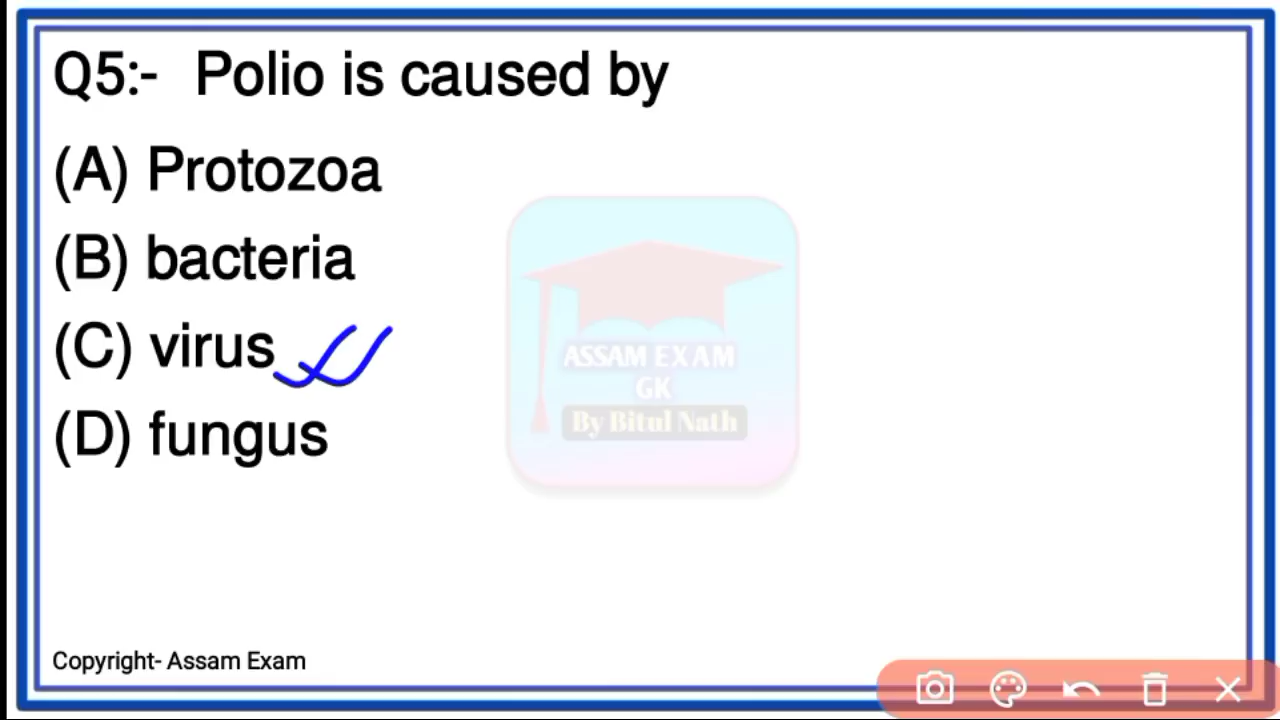 Q5:- Polio is caused by
(A) Protozoa
(B) bacteria
(C) virus
(D) fungus
ASSAM EXAM
GK
By Bitul Nath
Copyright- Assam Exam